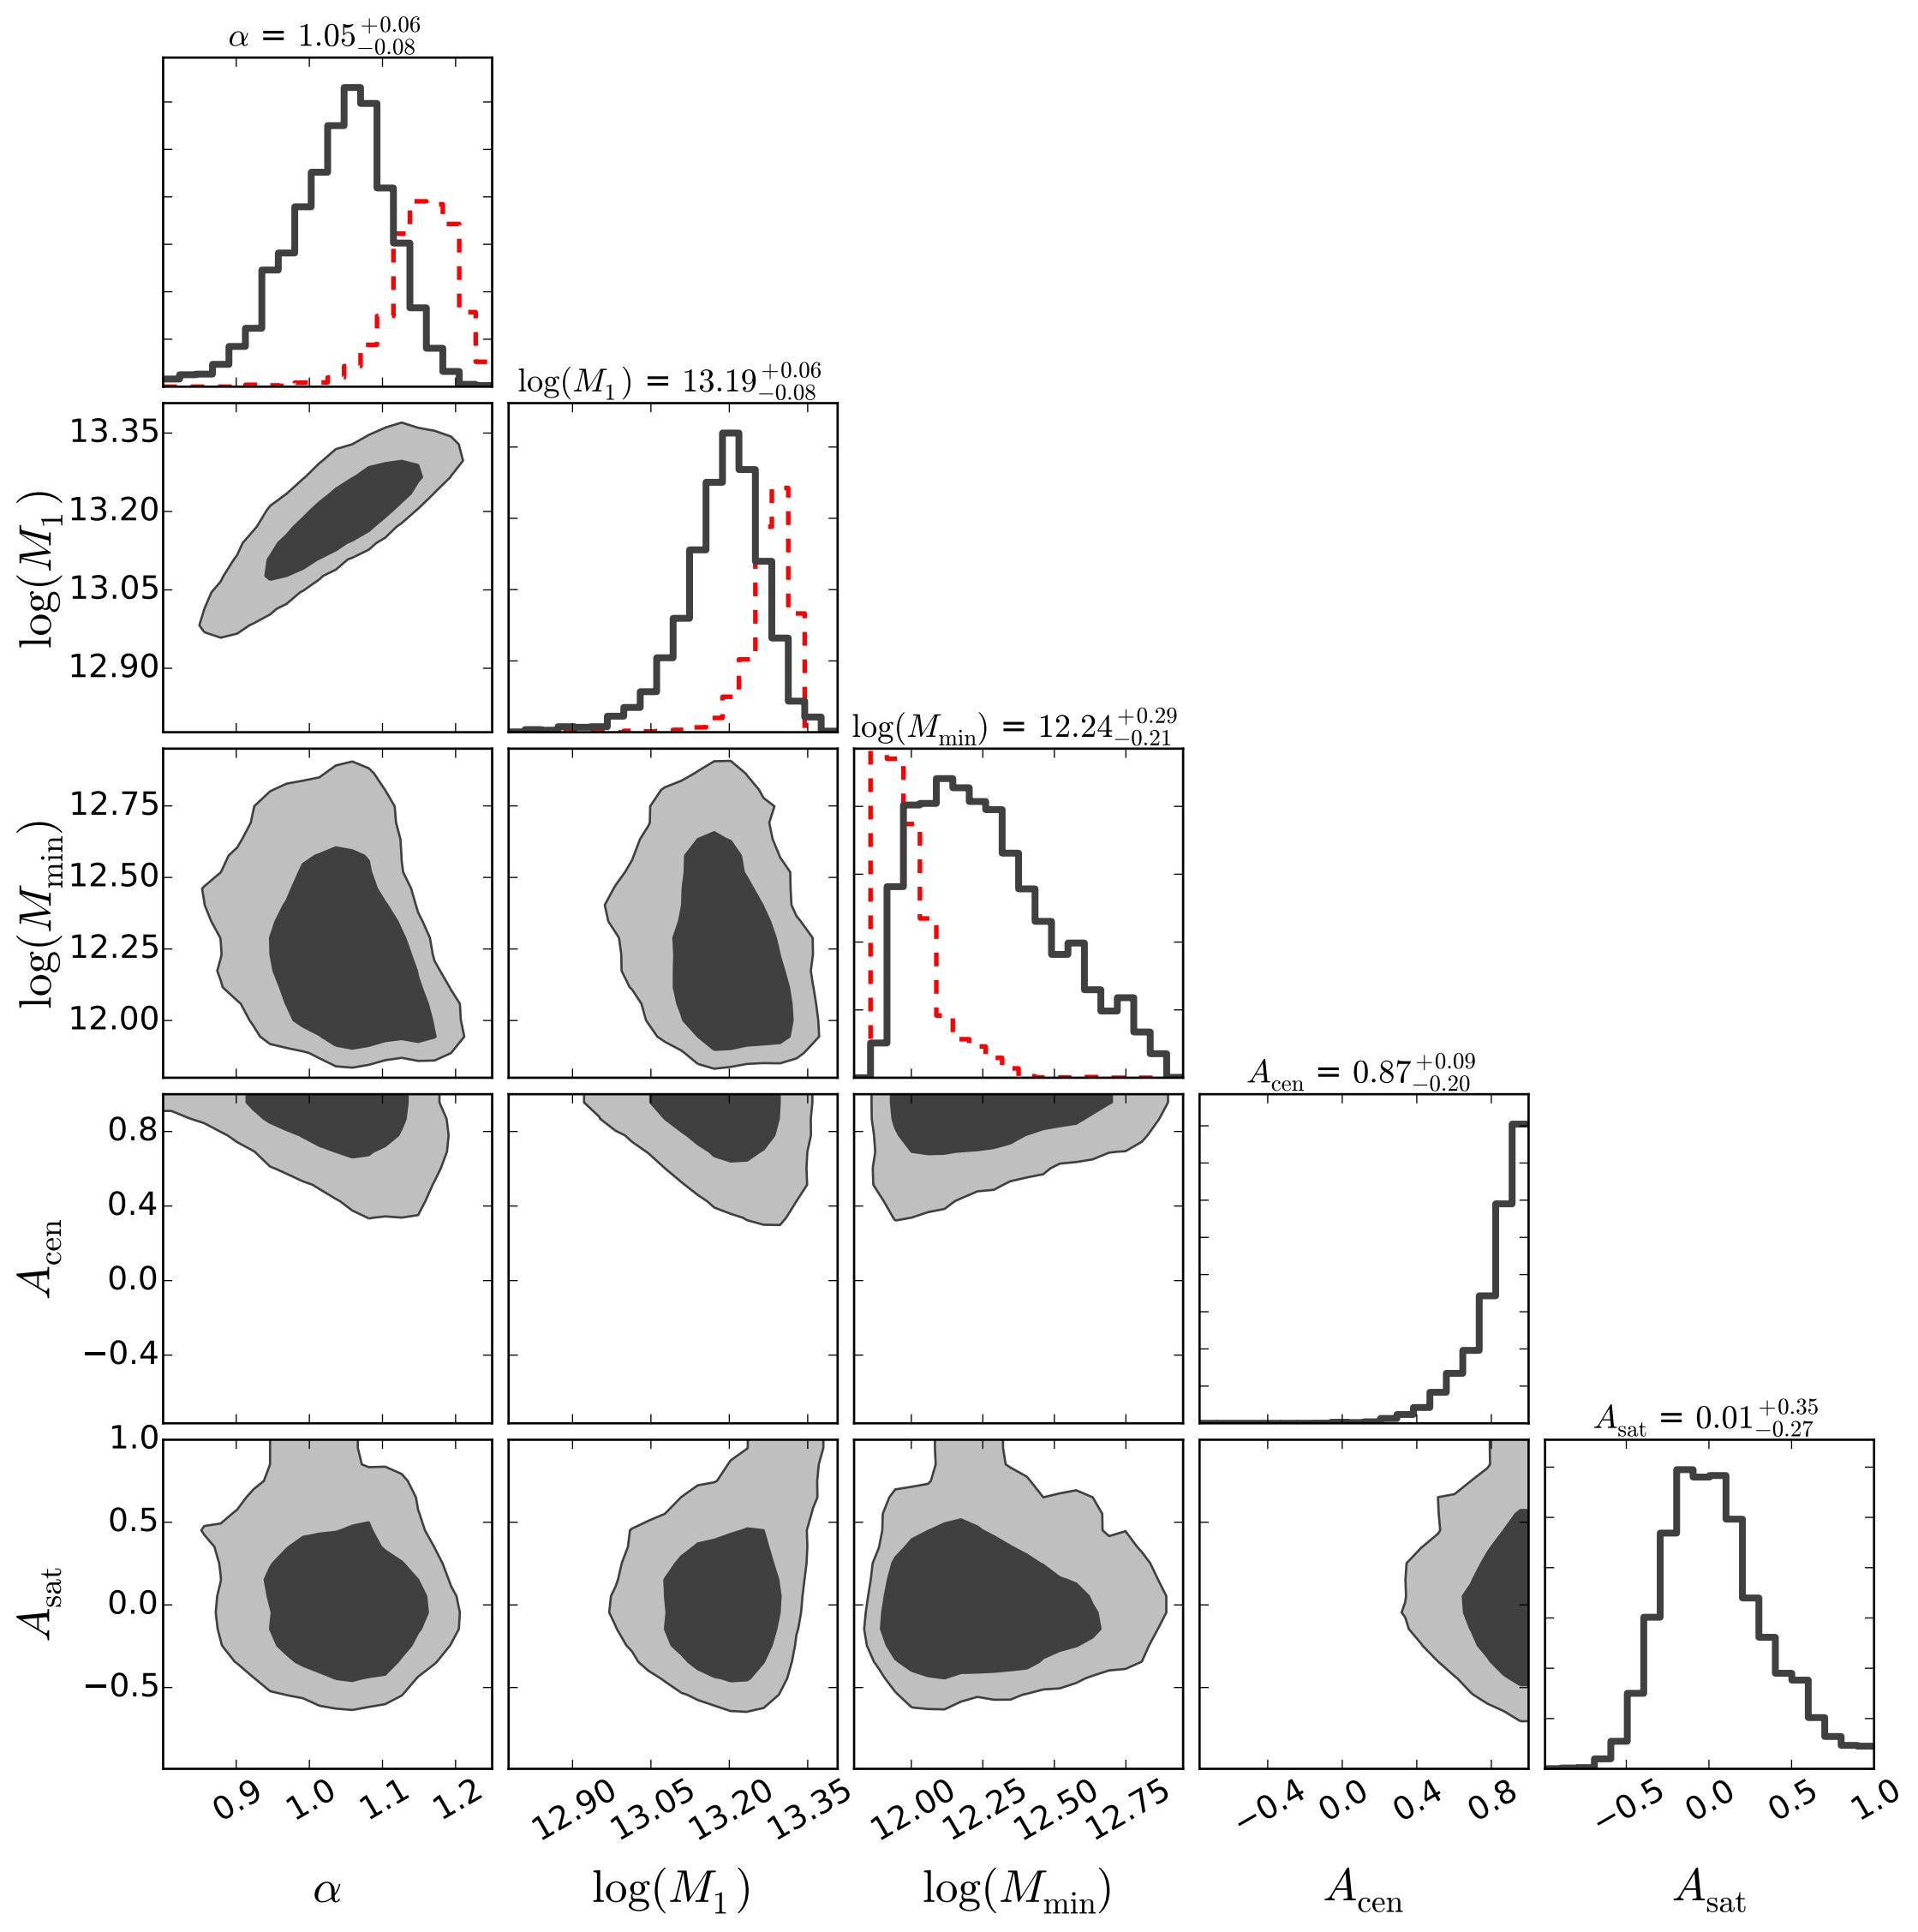 α = 1.05 +0.06 −0.08
log(M1) = 13.19 +0.06 −0.08
13.35
13.20
13.05
12.90
log(M1)
log(Mmin) = 12.24 +0.29 −0.21
12.75
12.50
12.25
12.00
log(Mmin)
Acen = 0.87 +0.09 −0.20
0.8
0.4
0.0
−0.4
Acen
Asat = 0.01 +0.35 −0.27
1.0
0.5
0.0
−0.5
Asat
0.9 1.0 1.1 1.2 12.90 13.05 13.20 13.35 12.00 12.25 12.50 12.75 −0.4 0.0 0.4 0.8 −0.5 0.0 0.5 1.0
α log(M1) log(Mmin) Acen Asat